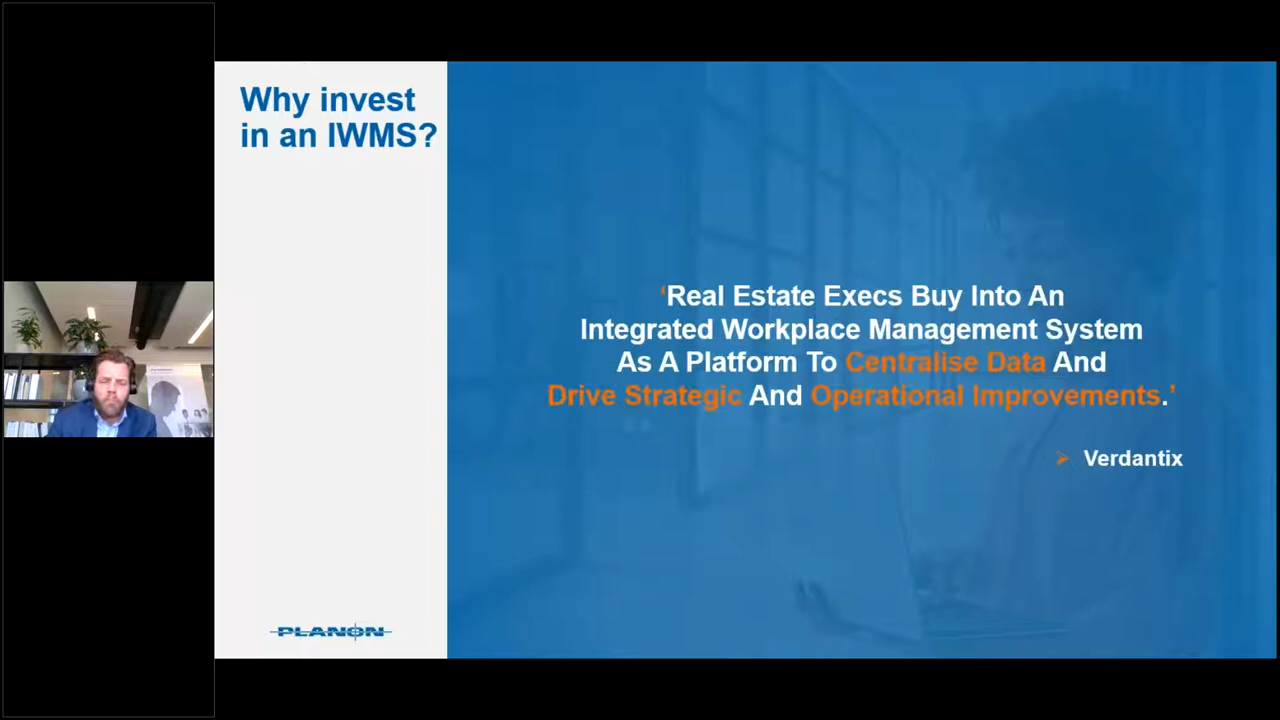 Why invest
in an IWMS?
‘Real Estate Execs Buy Into An
Integrated Workplace Management System
As A Platform To Centralise Data And
Drive Strategic And Operational Improvements.’
➢ Verdantix
PLANON